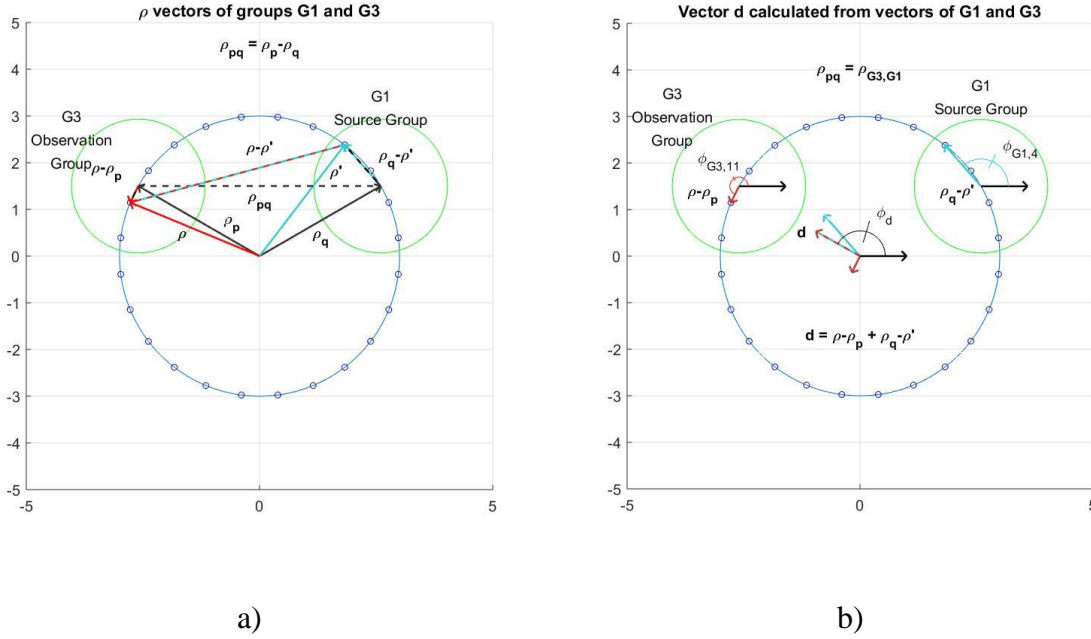 ρ vectors of groups G1 and G3
5
4
3
2
1
0
-1
-2
-3
-4
-5
-5
0
5
ρpq = ρp-ρq
G3
Observation
Group
G1
Source Group
ρ-ρp
ρ-ρ'
ρ'
ρq-ρ'
ρpq
ρp
ρ
ρq
a)
Vector d calculated from vectors of G1 and G3
5
4
3
2
1
0
-1
-2
-3
-4
-5
-5
0
5
ρpq = ρG3,G1
G3
Observation
Group
G1
Source Group
ϕG3,11
ρ-ρp
ϕG1,4
ρq-ρ'
d
ϕd
d = ρ-ρp + ρq-ρ'
b)